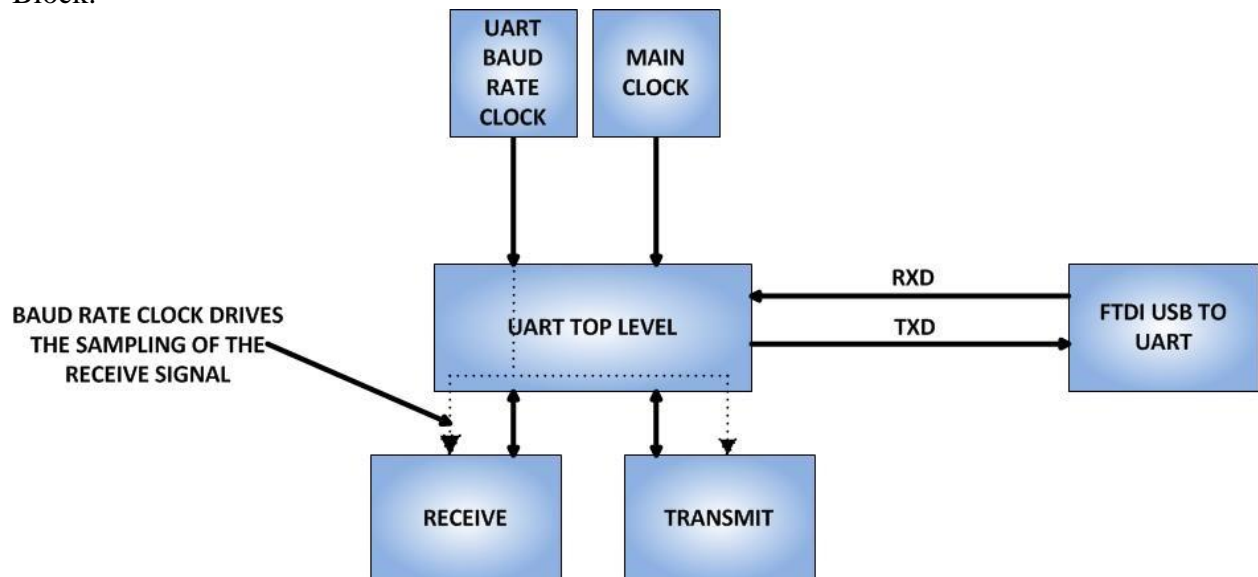 Block.
UART
BAUD
RATE
CLOCK
MAIN
CLOCK
RXD
UART TOP LEVEL
TXD
FTDI USB TO
UART
BAUD RATE CLOCK DRIVES
THE SAMPLING OF THE
RECEIVE SIGNAL
RECEIVE
TRANSMIT